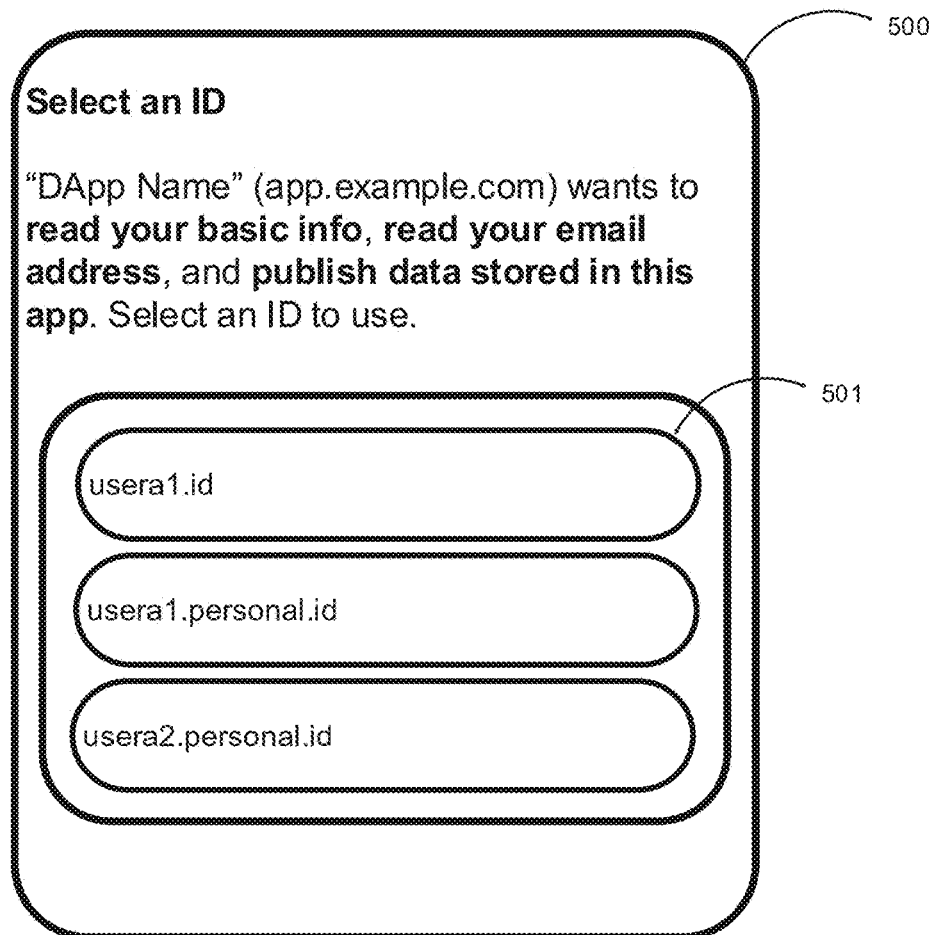 500
Select an ID
“DApp Name” (app.example.com) wants to
read your basic info, read your email
address, and publish data stored in this
app. Select an ID to use.
501
usera1.id
usera1.personal.id
usera2.personal.id